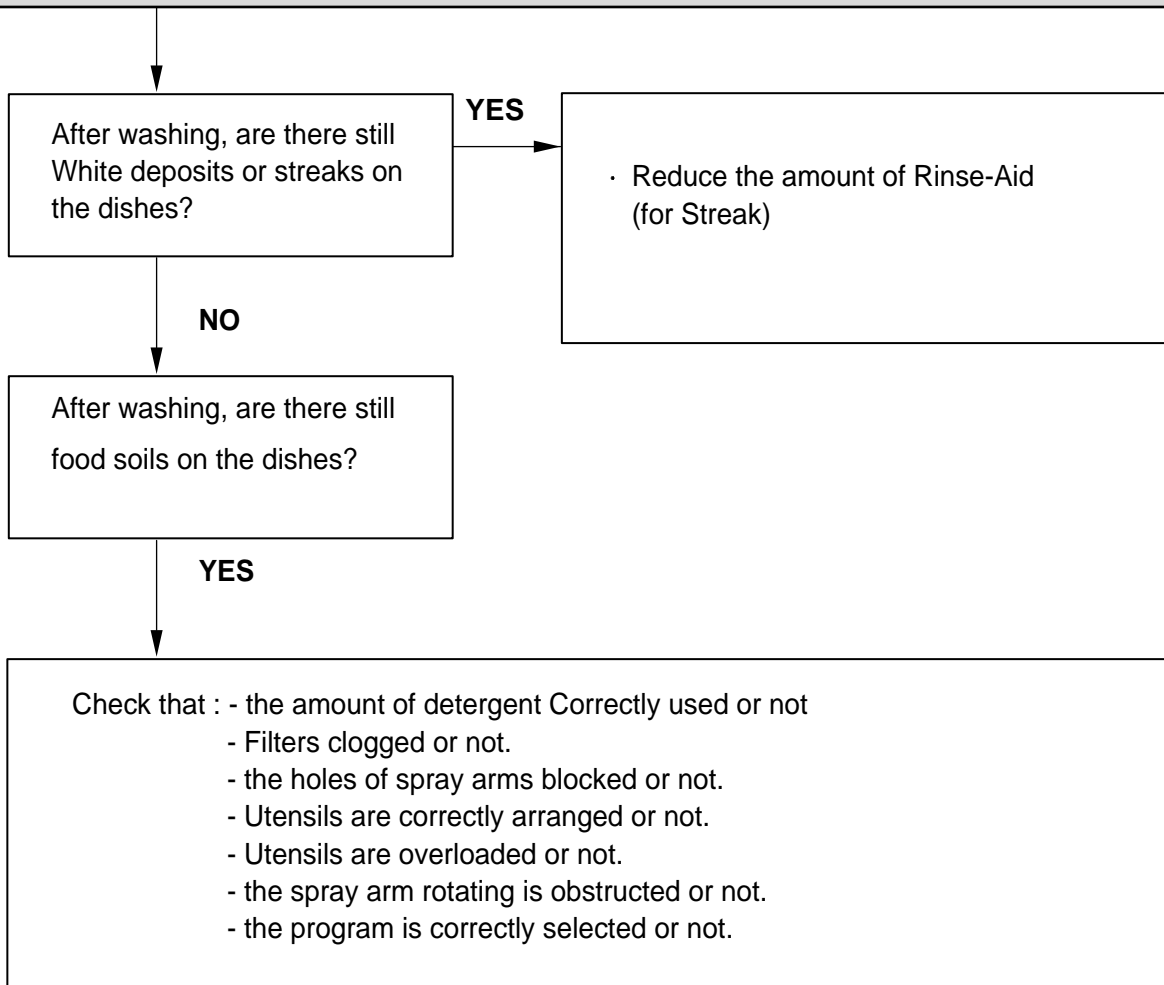 After washing, are there still
White deposits or streaks on
the dishes?
YES
· Reduce the amount of Rinse-Aid
(for Streak)
NO
After washing, are there still
food soils on the dishes?
YES
Check that : - the amount of detergent Correctly used or not
- Filters clogged or not.
- the holes of spray arms blocked or not.
- Utensils are correctly arranged or not.
- Utensils are overloaded or not.
- the spray arm rotating is obstructed or not.
- the program is correctly selected or not.